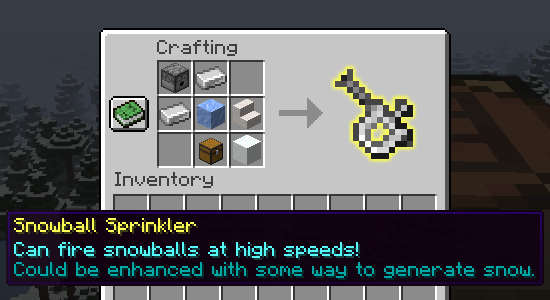 Crafting
Inventory
Snowball Sprinkler
Can fire snowballs at high speeds!
Could be enhanced with some way to generate snow.